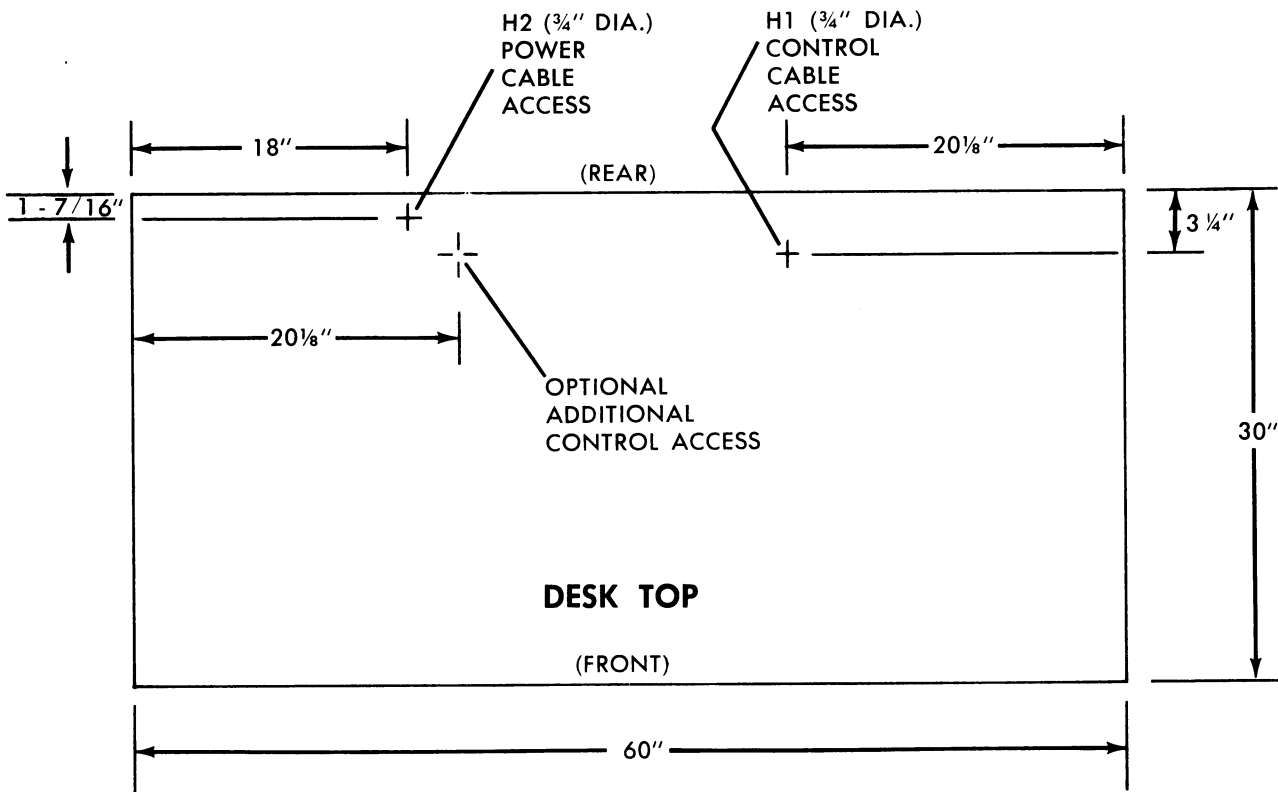 H2 (¾″ DIA.)
POWER
CABLE
ACCESS
H1 (¾″ DIA.)
CONTROL
CABLE
ACCESS
18″
20⅛″
(REAR)
1 - 7/16″
3 ¼″
20⅛″
OPTIONAL
ADDITIONAL
CONTROL ACCESS
30″
DESK TOP
(FRONT)
60″